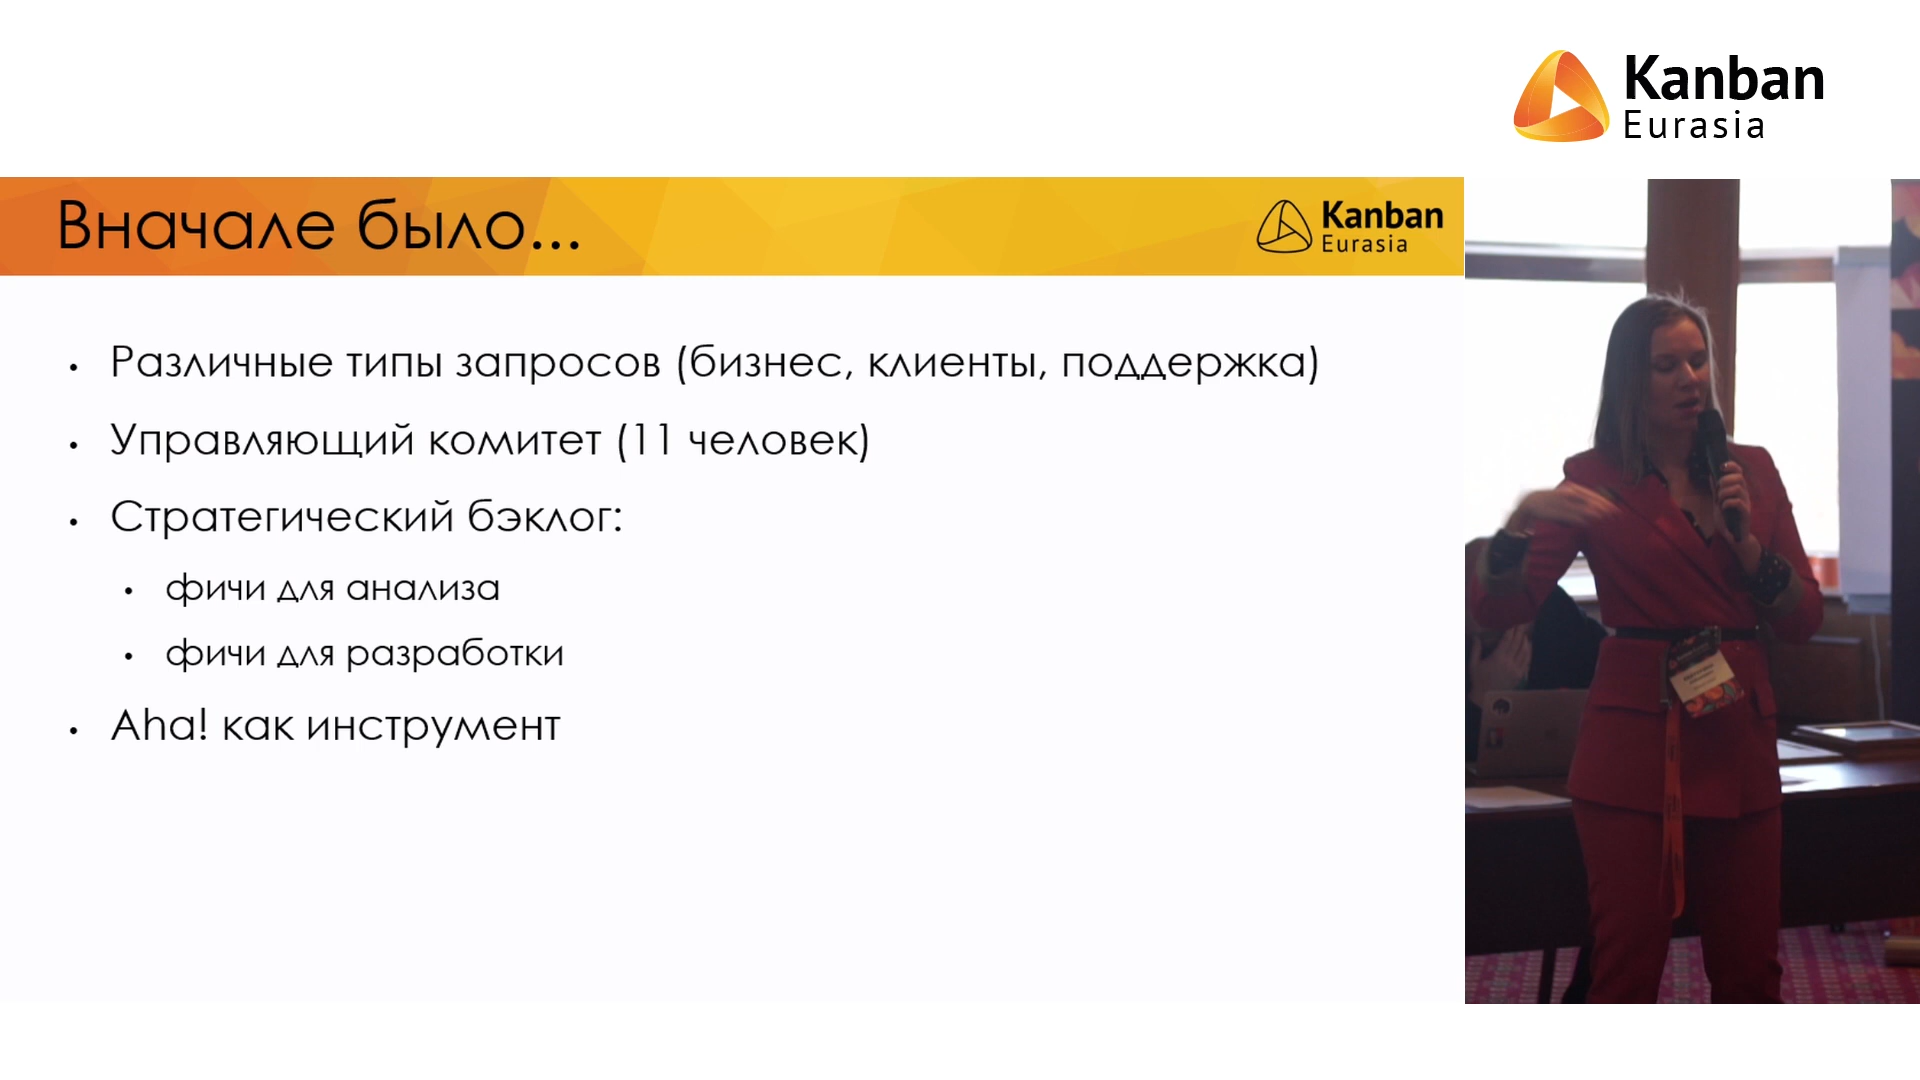 Kanban
Eurasia
Вначале было...
Kanban
Eurasia
• Различные типы запросов (бизнес, клиенты, поддержка)
• Управляющий комитет (11 человек)
• Стратегический бэклог:
• фичи для анализа
• фичи для разработки
• Aha! как инструмент